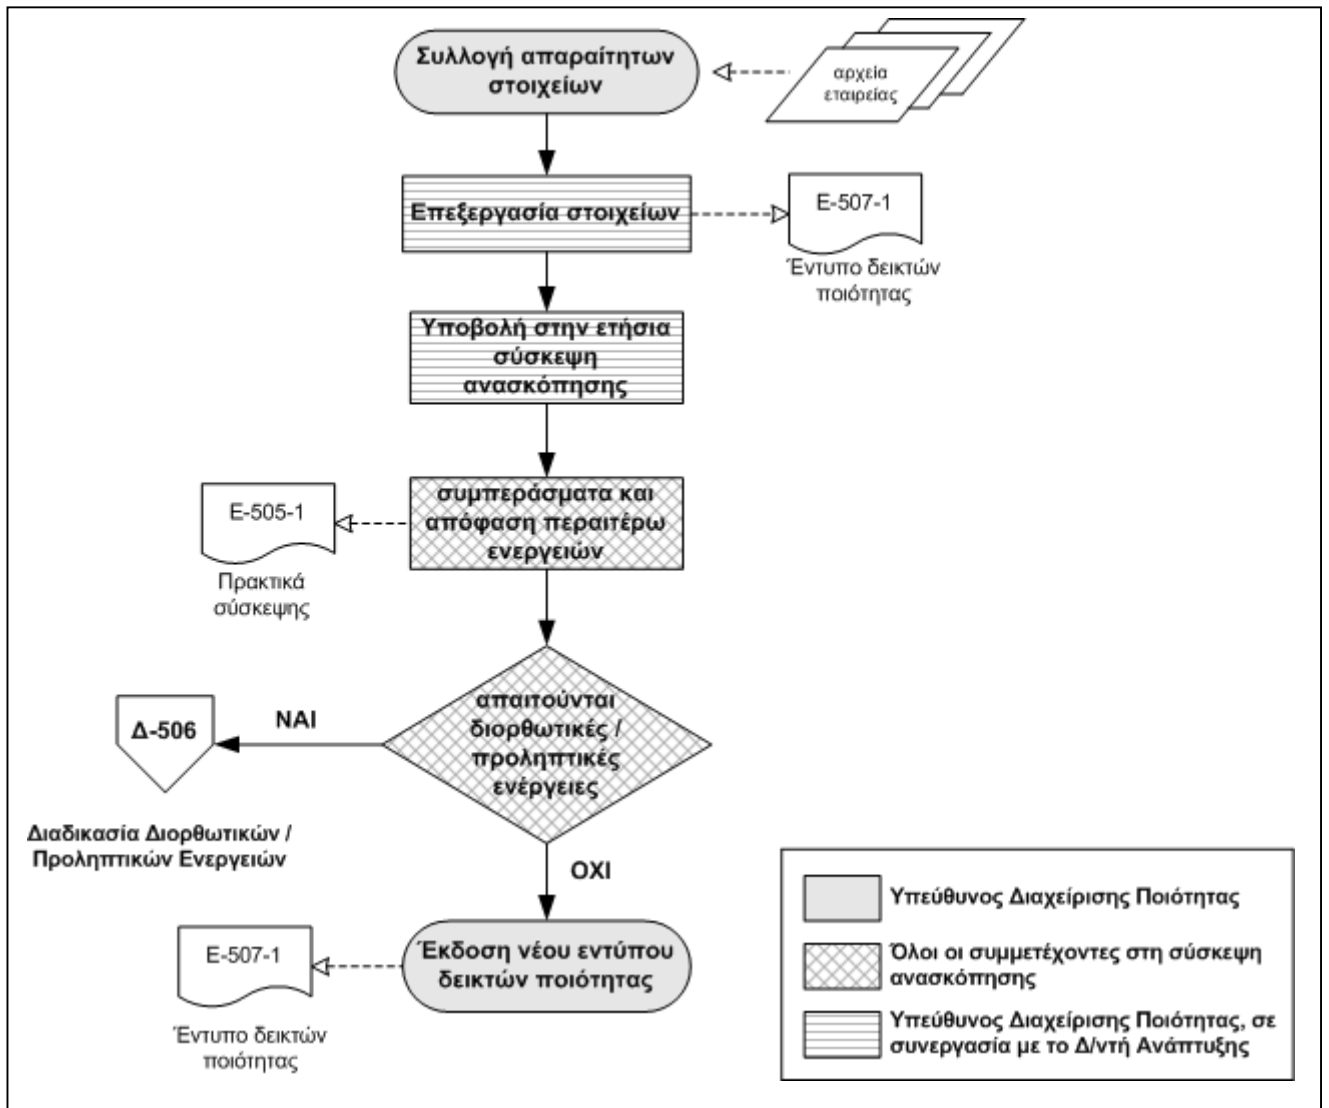 Συλλογή απαραίτητων
στοιχείων
αρχεία
εταιρείας
Επεξεργασία στοιχείων
Ε-507-1
Έντυπο δεικτών
ποιότητας
Υποβολή στην ετήσια
σύσκεψη
ανασκόπησης
συμπεράσματα και
απόφαση περαιτέρω
ενεργειών
Ε-505-1
Πρακτικά
σύσκεψης
απαιτούνται
διορθωτικές /
προληπτικές
ενέργειες
ΝΑΙ
Δ-506
Διαδικασία Διορθωτικών /
Προληπτικών Ενεργειών
ΟΧΙ
Έκδοση νέου εντύπου
δεικτών ποιότητας
Ε-507-1
Έντυπο δεικτών
ποιότητας
Υπεύθυνος Διαχείρισης Ποιότητας
Όλοι οι συμμετέχοντες στη σύσκεψη
ανασκόπησης
Υπεύθυνος Διαχείρισης Ποιότητας, σε
συνεργασία με το Δ/ντή Ανάπτυξης